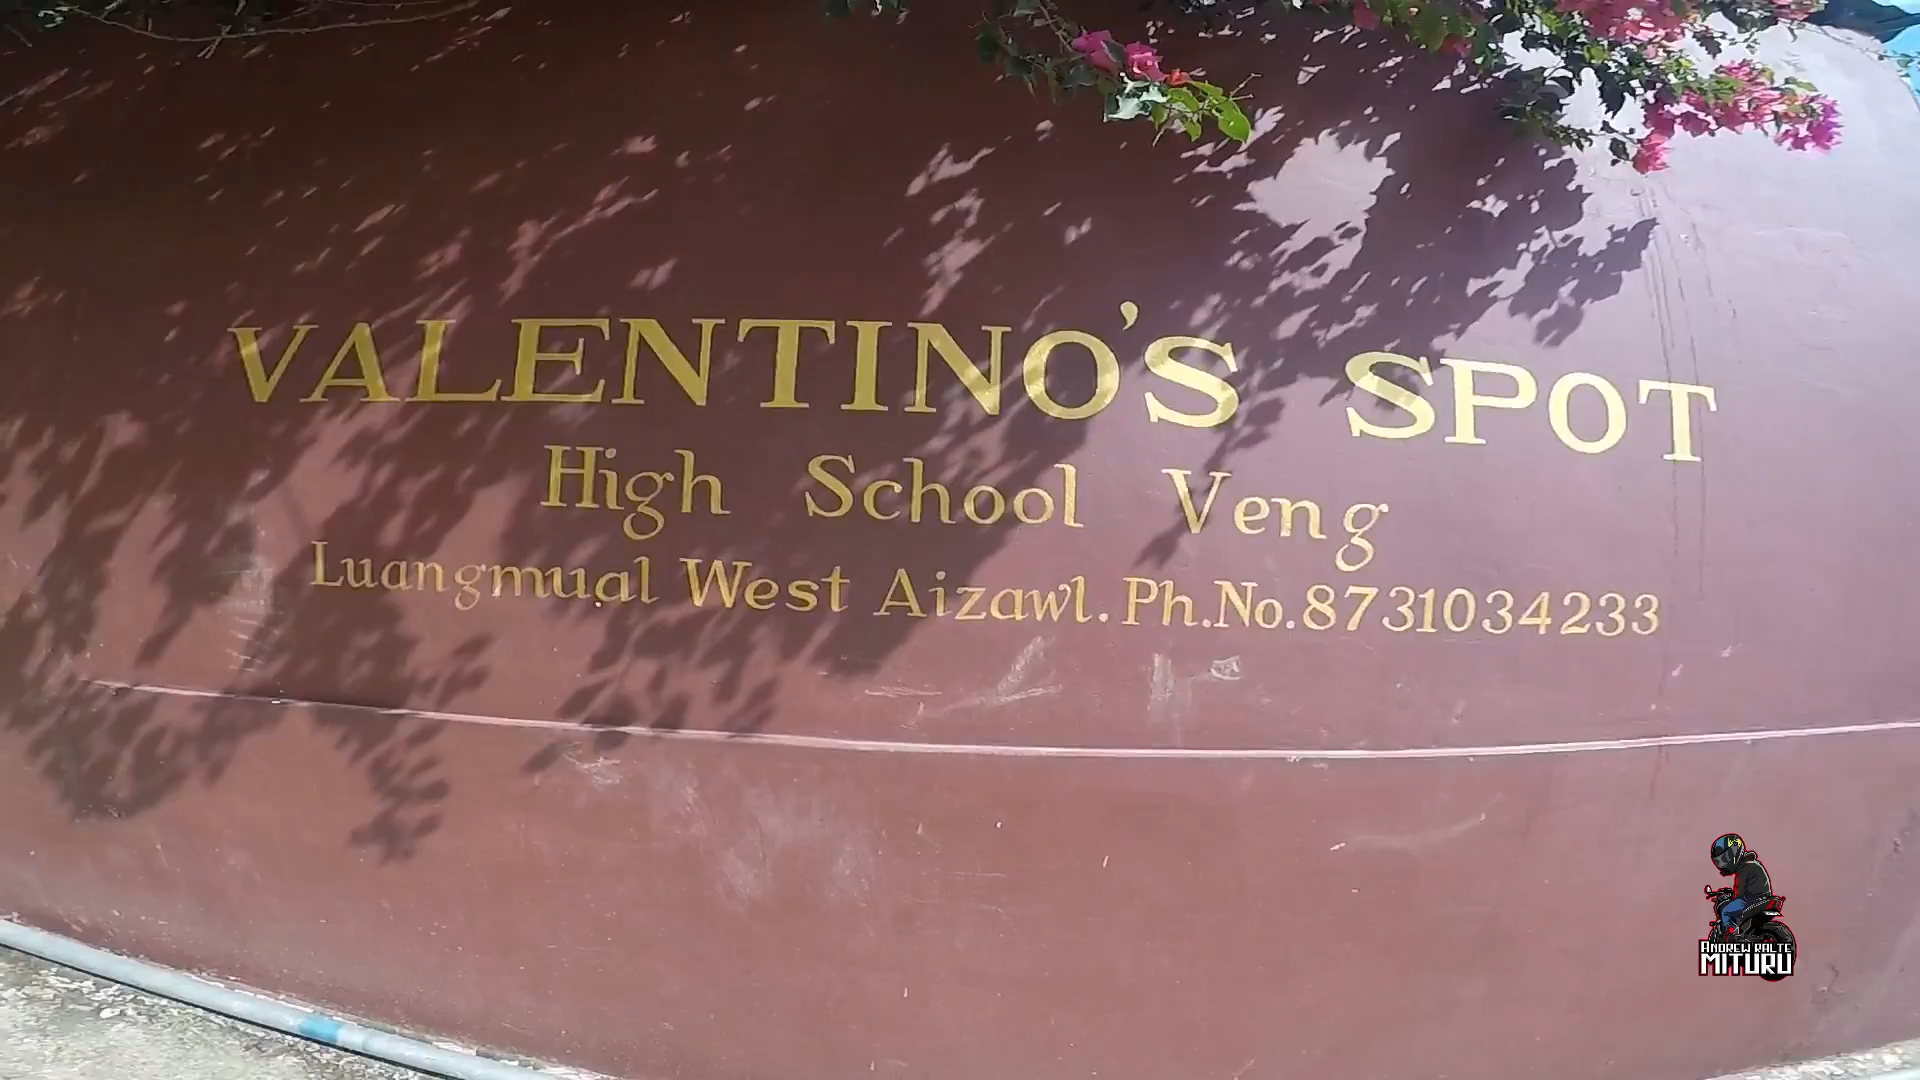 VALENTINO'S SPOT
High School Veng
Luangmual West Aizawl. Ph.No.8731034233
ANDREW RALTE
MITURU